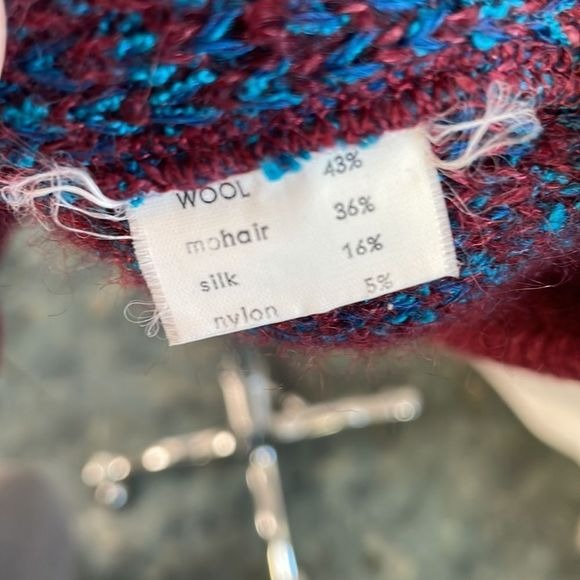 WOOL 43%
mohair 36%
silk 16%
nylon 5%